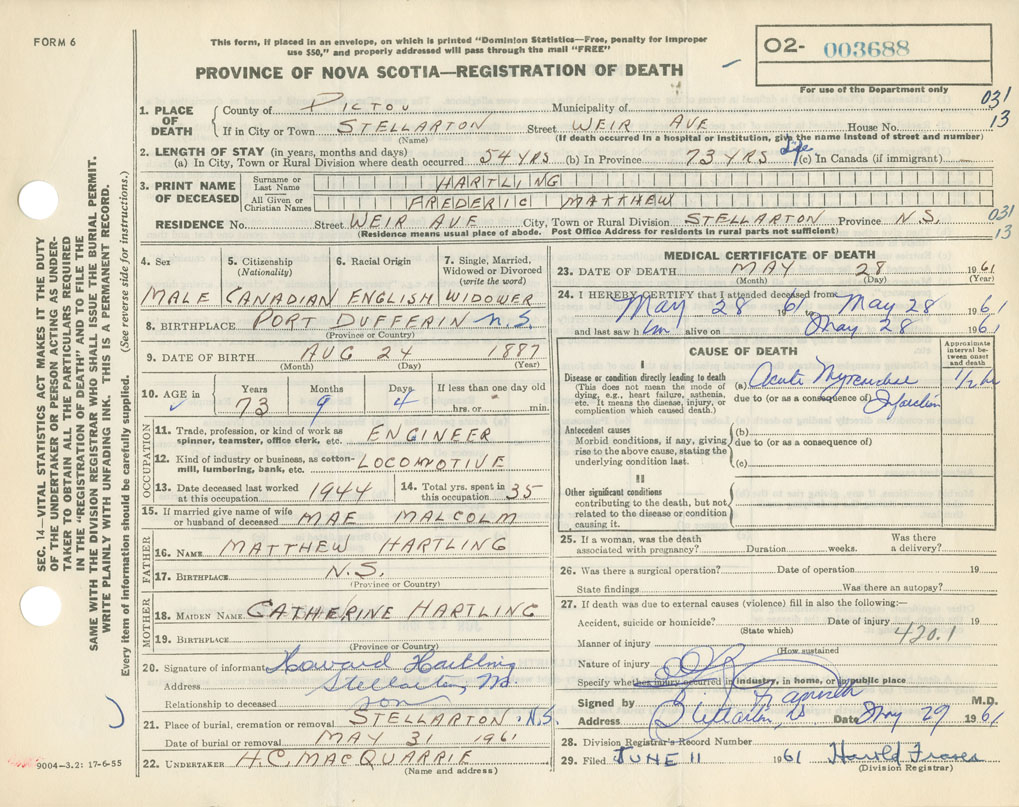 FORM 6
This form, if placed in an envelope, on which is printed "Dominion Statistics—Free, penalty for improper
use $50," and properly addressed will pass through the mail "FREE"
PROVINCE OF NOVA SCOTIA—REGISTRATION OF DEATH
O2- 003688
For use of the Department only
031
13
1. PLACE OF DEATH
County of PICTOU Municipality of
If in City or Town STELLARTON Street WEIR AVE House No.
(Name) (If death occurred in a hospital or institution, give the name instead of street and number)
2. LENGTH OF STAY (in years, months and days)
(a) In City, Town or Rural Division where death occurred 54 YRS (b) In Province 73 YRS Life (c) In Canada (if immigrant)
3. PRINT NAME OF DECEASED
Surname or Last Name HARTLING
All Given or Christian Names FREDERIC MATTHEW
RESIDENCE No. Street WEIR AVE City, Town or Rural Division STELLARTON Province N.S.
(Residence means usual place of abode. Post Office Address for residents in rural parts not sufficient)
031
13
4. Sex
MALE
5. Citizenship (Nationality)
CANADIAN
6. Racial Origin
ENGLISH
7. Single, Married, Widowed or Divorced (write the word)
WIDOWER
8. BIRTHPLACE PORT DUFFERIN N.S.
(Province or Country)
9. DATE OF BIRTH AUG 24 1887
(Month) (Day) (Year)
10. AGE in Years Months Days If less than one day old
73 9 4 hrs. or min.
OCCUPATION
11. Trade, profession, or kind of work as spinner, teamster, office clerk, etc. ENGINEER
12. Kind of industry or business, as cotton-mill, lumbering, bank, etc. LOCOMOTIVE
13. Date deceased last worked at this occupation 1944
14. Total yrs. spent in this occupation 35
15. If married give name of wife or husband of deceased MAE MALCOLM
FATHER
16. NAME MATTHEW HARTLING
17. BIRTHPLACE N.S.
(Province or Country)
MOTHER
18. MAIDEN NAME CATHERINE HARTLING
19. BIRTHPLACE
(Province or Country)
20. Signature of informant Howard Hartling
Address Stellarton, N.S.
Relationship to deceased son
21. Place of burial, cremation or removal STELLARTON, N.S.
Date of burial or removal MAY 31 1961
22. UNDERTAKER H.C. MACQUARRIE
(Name and address)
MEDICAL CERTIFICATE OF DEATH
23. DATE OF DEATH MAY 28 1961
(Month) (Day) (Year)
24. I HEREBY CERTIFY that I attended deceased from
May 28 1961 to May 28 1961
and last saw him alive on May 28 1961
CAUSE OF DEATH
Approximate interval between onset and death
I
Disease or condition directly leading to death
(This does not mean the mode of dying, e.g., heart failure, asthenia, etc. It means the disease, injury, or complication which caused death.)
(a) Acute Myocardial 1/2 hr
due to (or as a consequence of) Infarction
Antecedent causes
Morbid conditions, if any, giving rise to the above cause, stating the underlying condition last.
(b)
due to (or as a consequence of)
(c)
II
Other significant conditions
contributing to the death, but not related to the disease or condition causing it.
25. If a woman, was the death associated with pregnancy? Duration weeks. Was there a delivery?
26. Was there a surgical operation? Date of operation 19
State findings Was there an autopsy?
27. If death was due to external causes (violence) fill in also the following:—
Accident, suicide or homicide? Date of injury 19
(State which)
420.1
Manner of injury
(How sustained
Nature of injury
Specify whether injury occurred in industry, in home, or in public place
Signed by M.D.
Address Stellarton, NS Date May 29 1961
28. Division Registrar's Record Number
29. Filed JUNE 11 1961 Harold Fraser
(Division Registrar)
SEC. 14—VITAL STATISTICS ACT MAKES IT THE DUTY
OF THE UNDERTAKER OR PERSON ACTING AS UNDER-
TAKER TO OBTAIN ALL THE PARTICULARS REQUIRED
IN THE "REGISTRATION OF DEATH" AND TO FILE THE
SAME WITH THE DIVISION REGISTRAR WHO SHALL ISSUE THE BURIAL PERMIT.
WRITE PLAINLY WITH UNFADING INK. THIS IS A PERMANENT RECORD.
Every item of information should be carefully supplied. (See reverse side for instructions.)
9004-3.2: 17-6-55